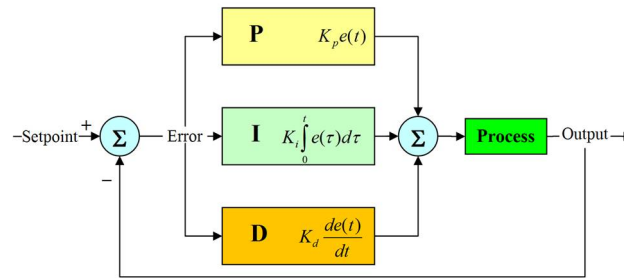 P K_p e(t)
+
–Setpoint Σ Error I K_i ∫_0^t e(τ)dτ Σ Process Output
−
D K_d de(t)/dt